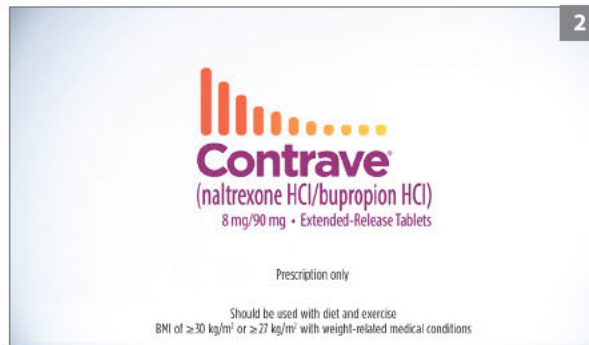 2
Contrave®
(naltrexone HCl/bupropion HCl)
8 mg/90 mg • Extended-Release Tablets
Prescription only
Should be used with diet and exercise
BMI of ≥30 kg/m² or ≥27 kg/m² with weight-related medical conditions